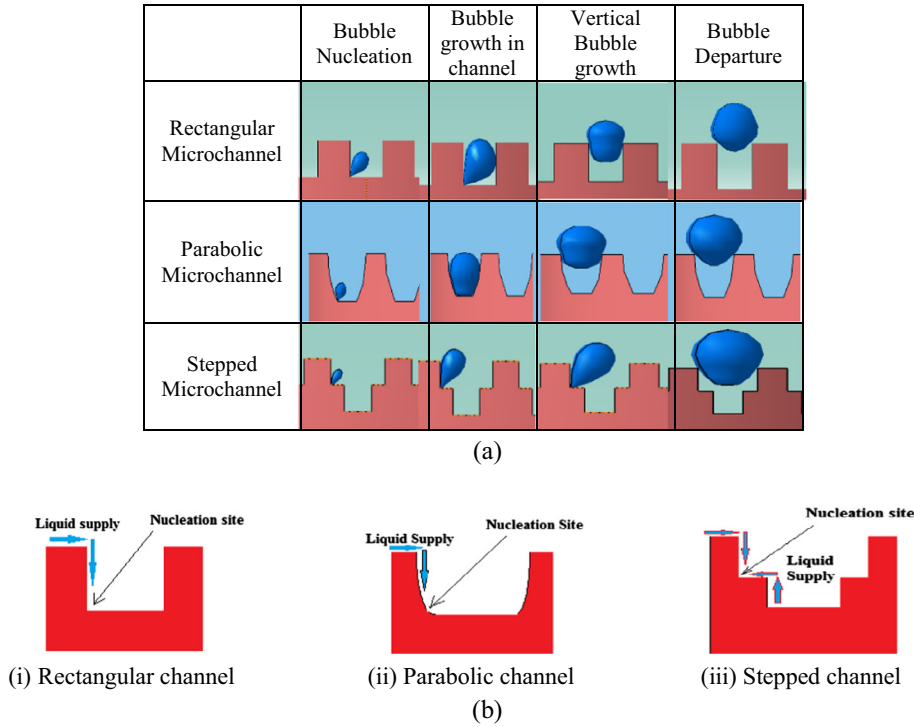 Bubble
Nucleation
Bubble
growth in
channel
Vertical
Bubble
growth
Bubble
Departure
Rectangular
Microchannel
Parabolic
Microchannel
Stepped
Microchannel
(a)
Liquid supply
Nucleation site
(i) Rectangular channel
Liquid Supply
Nucleation Site
(ii) Parabolic channel
Nucleation site
Liquid
Supply
(iii) Stepped channel
(b)